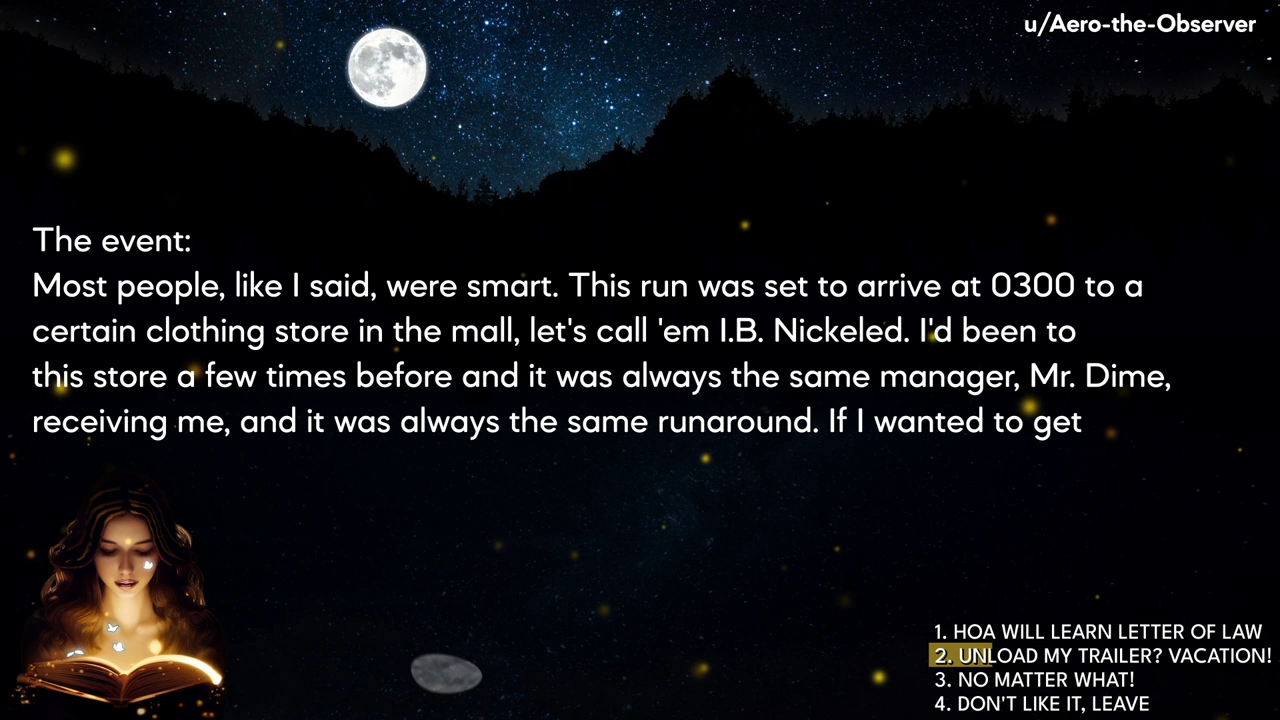 u/Aero-the-Observer
The event:
Most people, like I said, were smart. This run was set to arrive at 0300 to a
certain clothing store in the mall, let's call 'em I.B. Nickeled. I'd been to
this store a few times before and it was always the same manager, Mr. Dime,
receiving me, and it was always the same runaround. If I wanted to get
1. HOA WILL LEARN LETTER OF LAW
2. UNLOAD MY TRAILER? VACATION!
3. NO MATTER WHAT!
4. DON'T LIKE IT, LEAVE